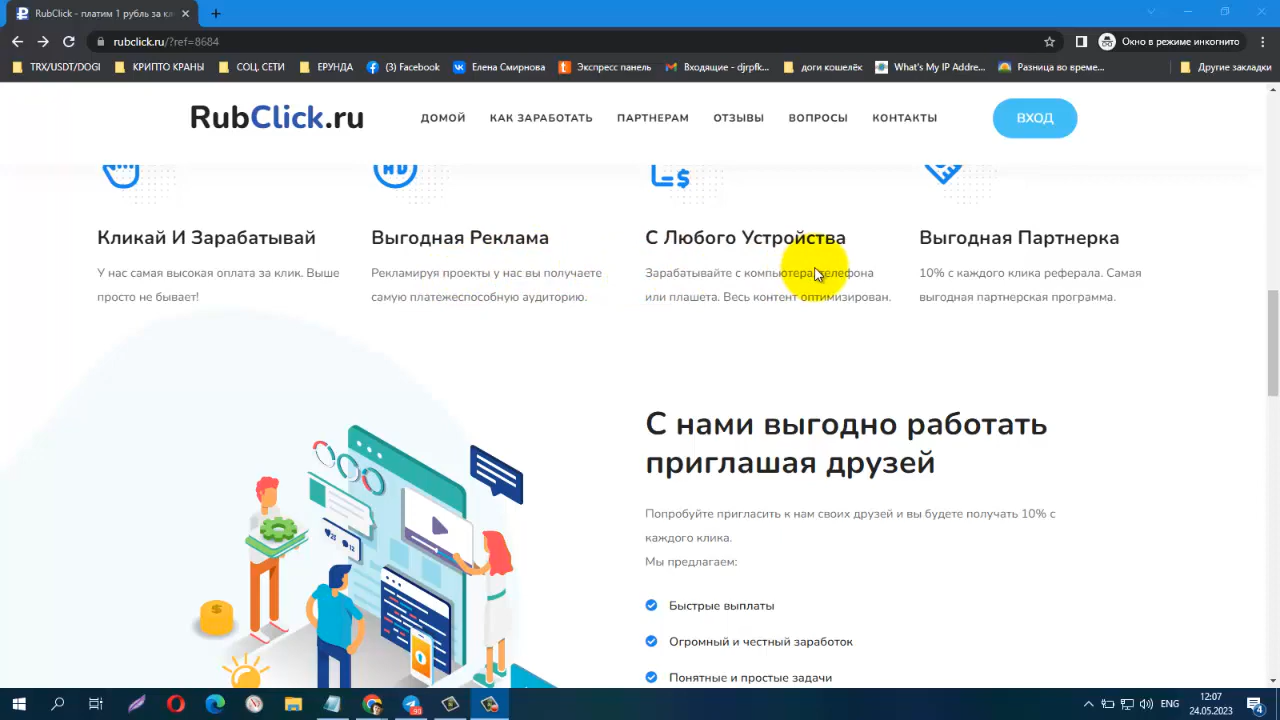 RubClick - платим 1 рубль за кл
rubclick.ru/?ref=8684
Окно в режиме инкогнито
TRX/USDT/DOGI
КРИПТО КРАНЫ
СОЦ. СЕТИ
ЕРУНДА
(3) Facebook
Елена Смирнова
Экспресс панель
Входящие - djrpfk...
доги кошелёк
What's My IP Addre...
Разница во време...
Другие закладки
RubClick.ru
ДОМОЙ
КАК ЗАРАБОТАТЬ
ПАРТНЕРАМ
ОТЗЫВЫ
ВОПРОСЫ
КОНТАКТЫ
ВХОД
Кликай И Зарабатывай
У нас самая высокая оплата за клик. Выше
просто не бывает!
Выгодная Реклама
Рекламируя проекты у нас вы получаете
самую платежеспособную аудиторию.
С Любого Устройства
Зарабатывайте с компьютера телефона
или плашета. Весь контент оптимизирован.
Выгодная Партнерка
10% с каждого клика реферала. Самая
выгодная партнерская программа.
С нами выгодно работать
приглашая друзей
Попробуйте пригласить к нам своих друзей и вы будете получать 10% с
каждого клика.
Мы предлагаем:
Быстрые выплаты
Огромный и честный заработок
Понятные и простые задачи
ENG
12:07
24.05.2023